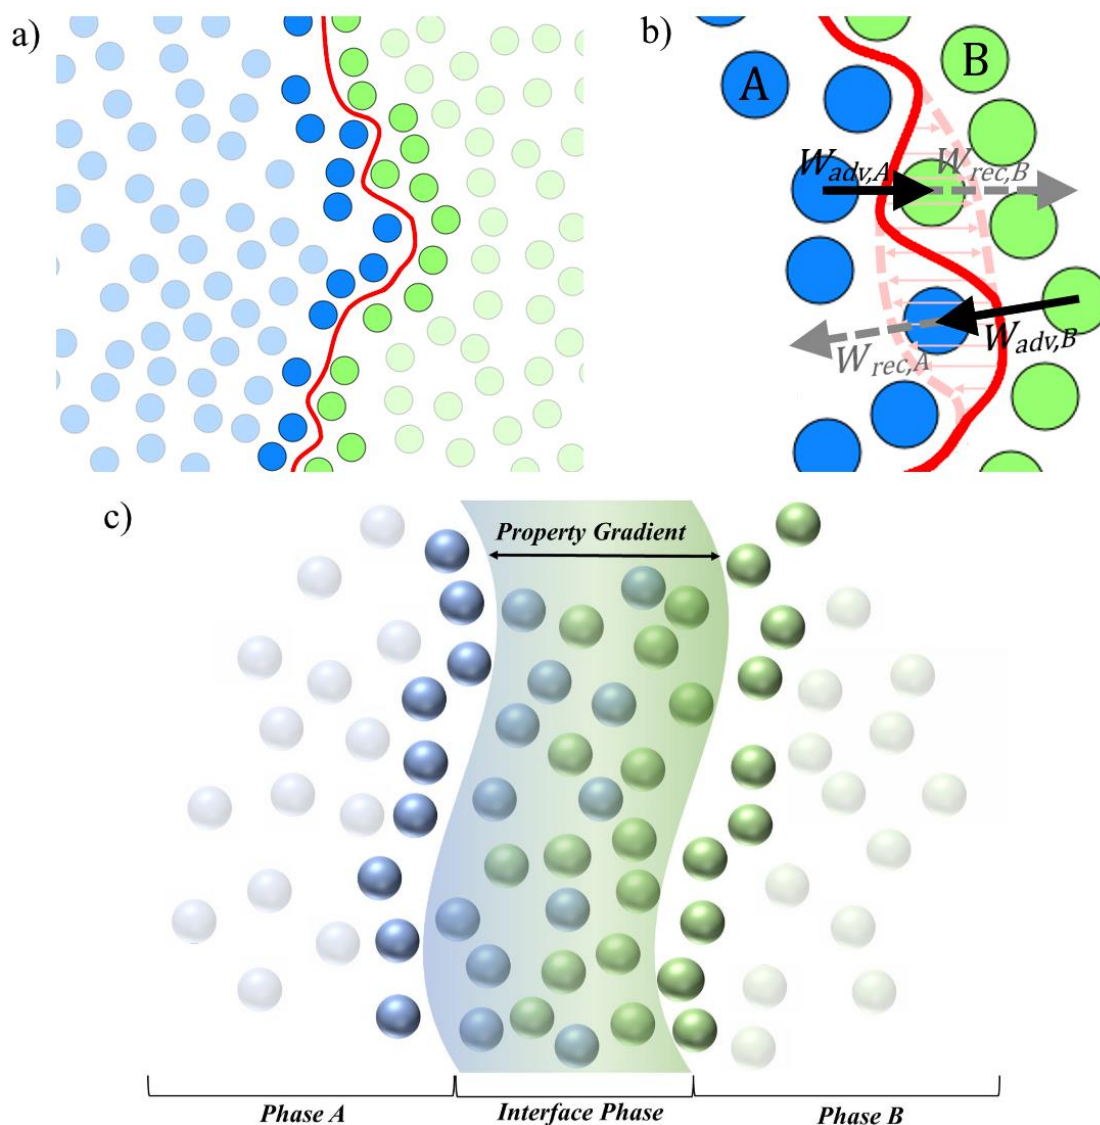 a)
b)
A
B
W_adv,A
W_rec,B
W_adv,B
W_rec,A
c)
Property Gradient
Phase A
Interface Phase
Phase B